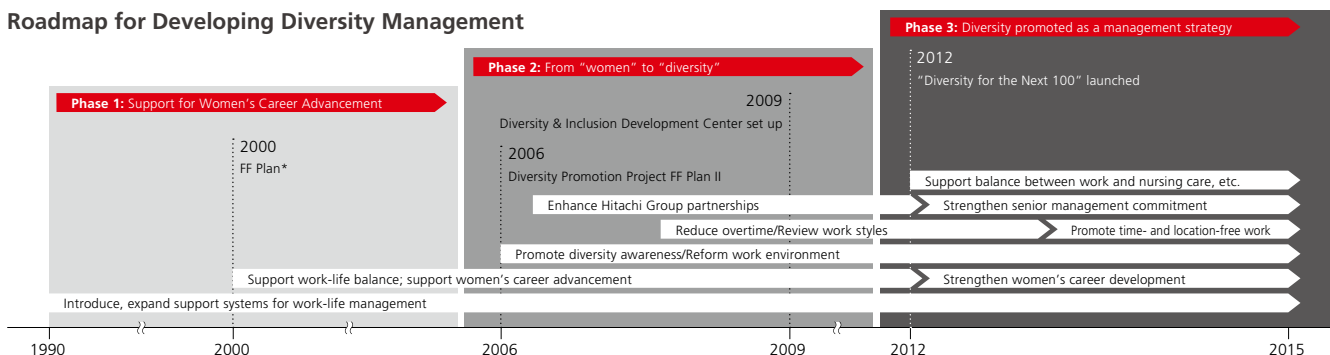 Roadmap for Developing Diversity Management
Phase 1: Support for Women's Career Advancement
2000
FF Plan*
Phase 2: From “women” to “diversity”
2009
Diversity & Inclusion Development Center set up
2006
Diversity Promotion Project FF Plan II
Phase 3: Diversity promoted as a management strategy
2012
“Diversity for the Next 100” launched
Support balance between work and nursing care, etc.
Enhance Hitachi Group partnerships
Strengthen senior management commitment
Reduce overtime/Review work styles
Promote time- and location-free work
Promote diversity awareness/Reform work environment
Support work-life balance; support women's career advancement
Strengthen women's career development
Introduce, expand support systems for work-life management
1990
2000
2006
2009
2012
2015